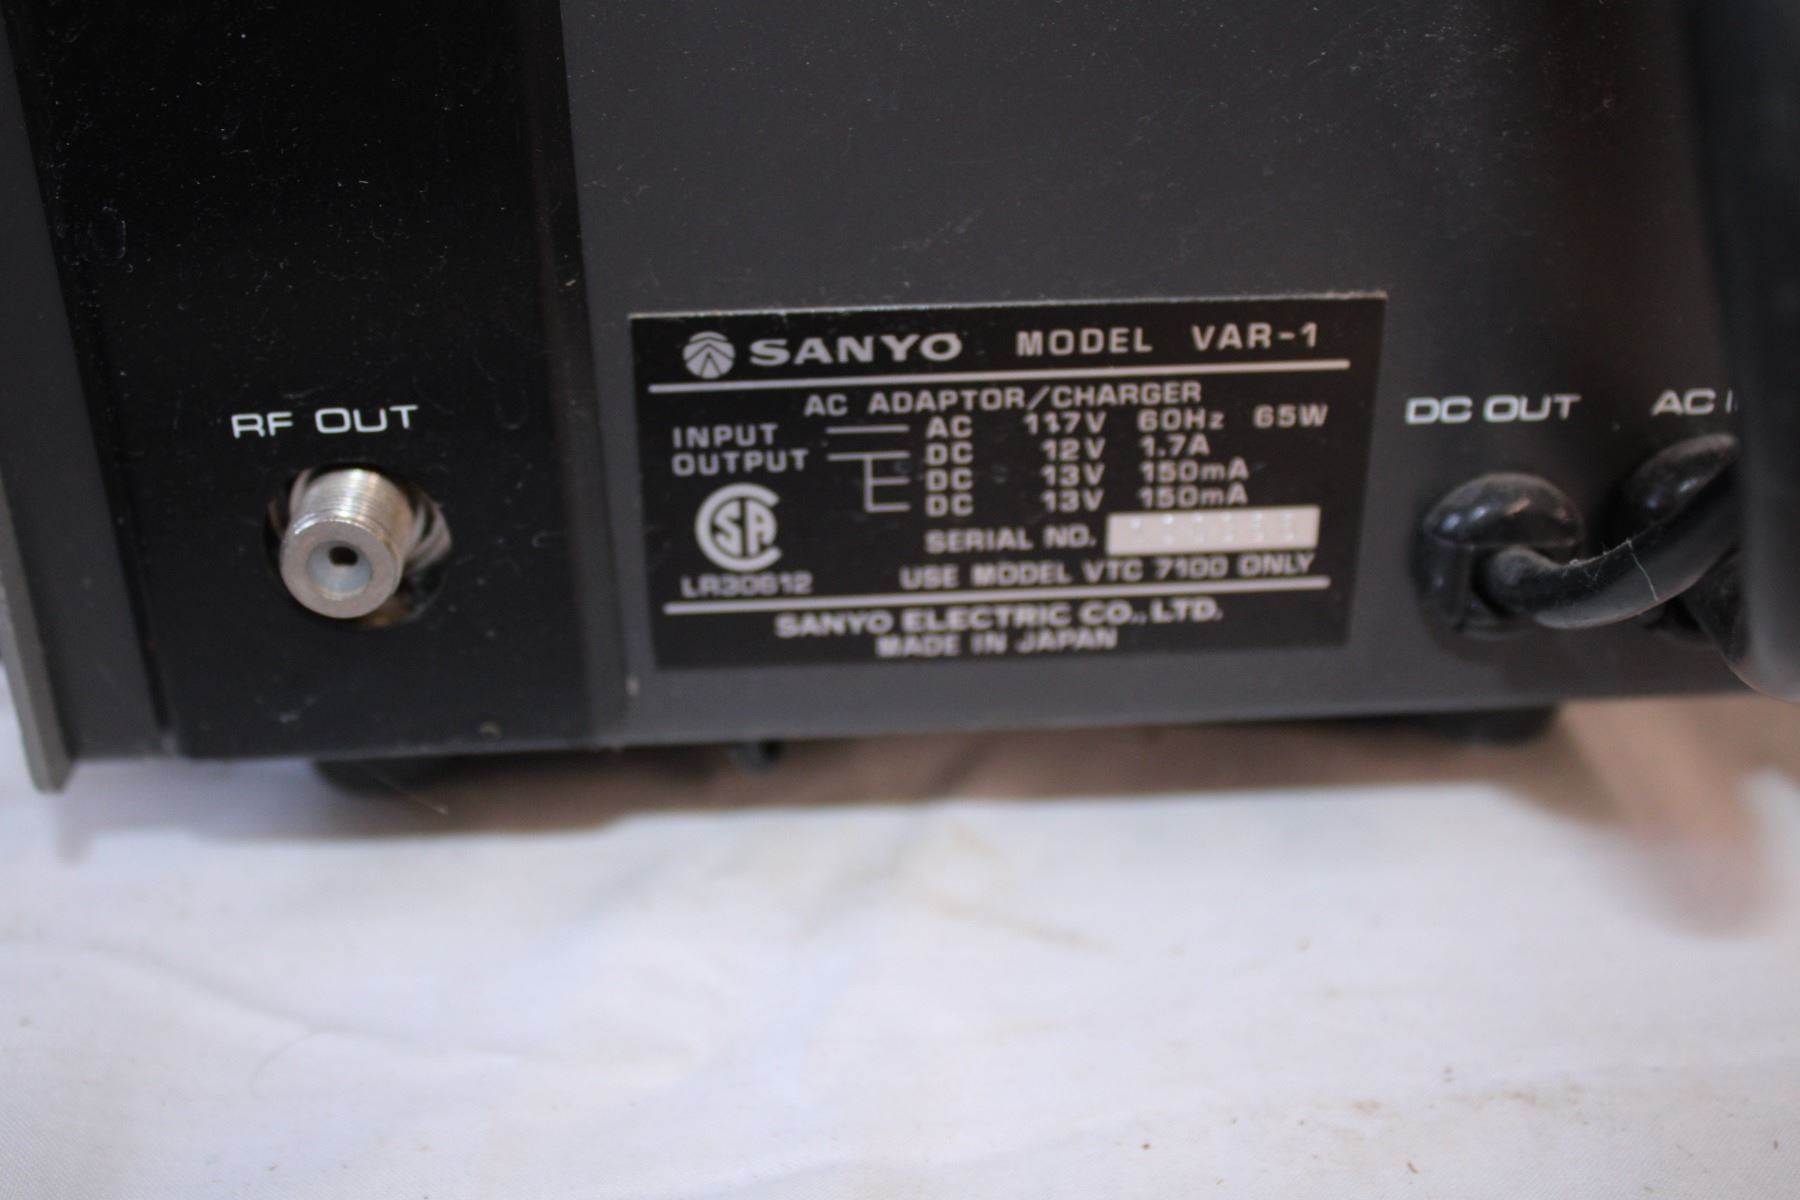 RF OUT
SANYO MODEL VAR-1
AC ADAPTOR/CHARGER
INPUT AC 117V 60Hz 65W
OUTPUT DC 12V 1.7A
DC 13V 150mA
DC 13V 150mA
SERIAL NO.
LR30612 USE MODEL VTC 7100 ONLY
SANYO ELECTRIC CO., LTD.
MADE IN JAPAN
DC OUT
AC